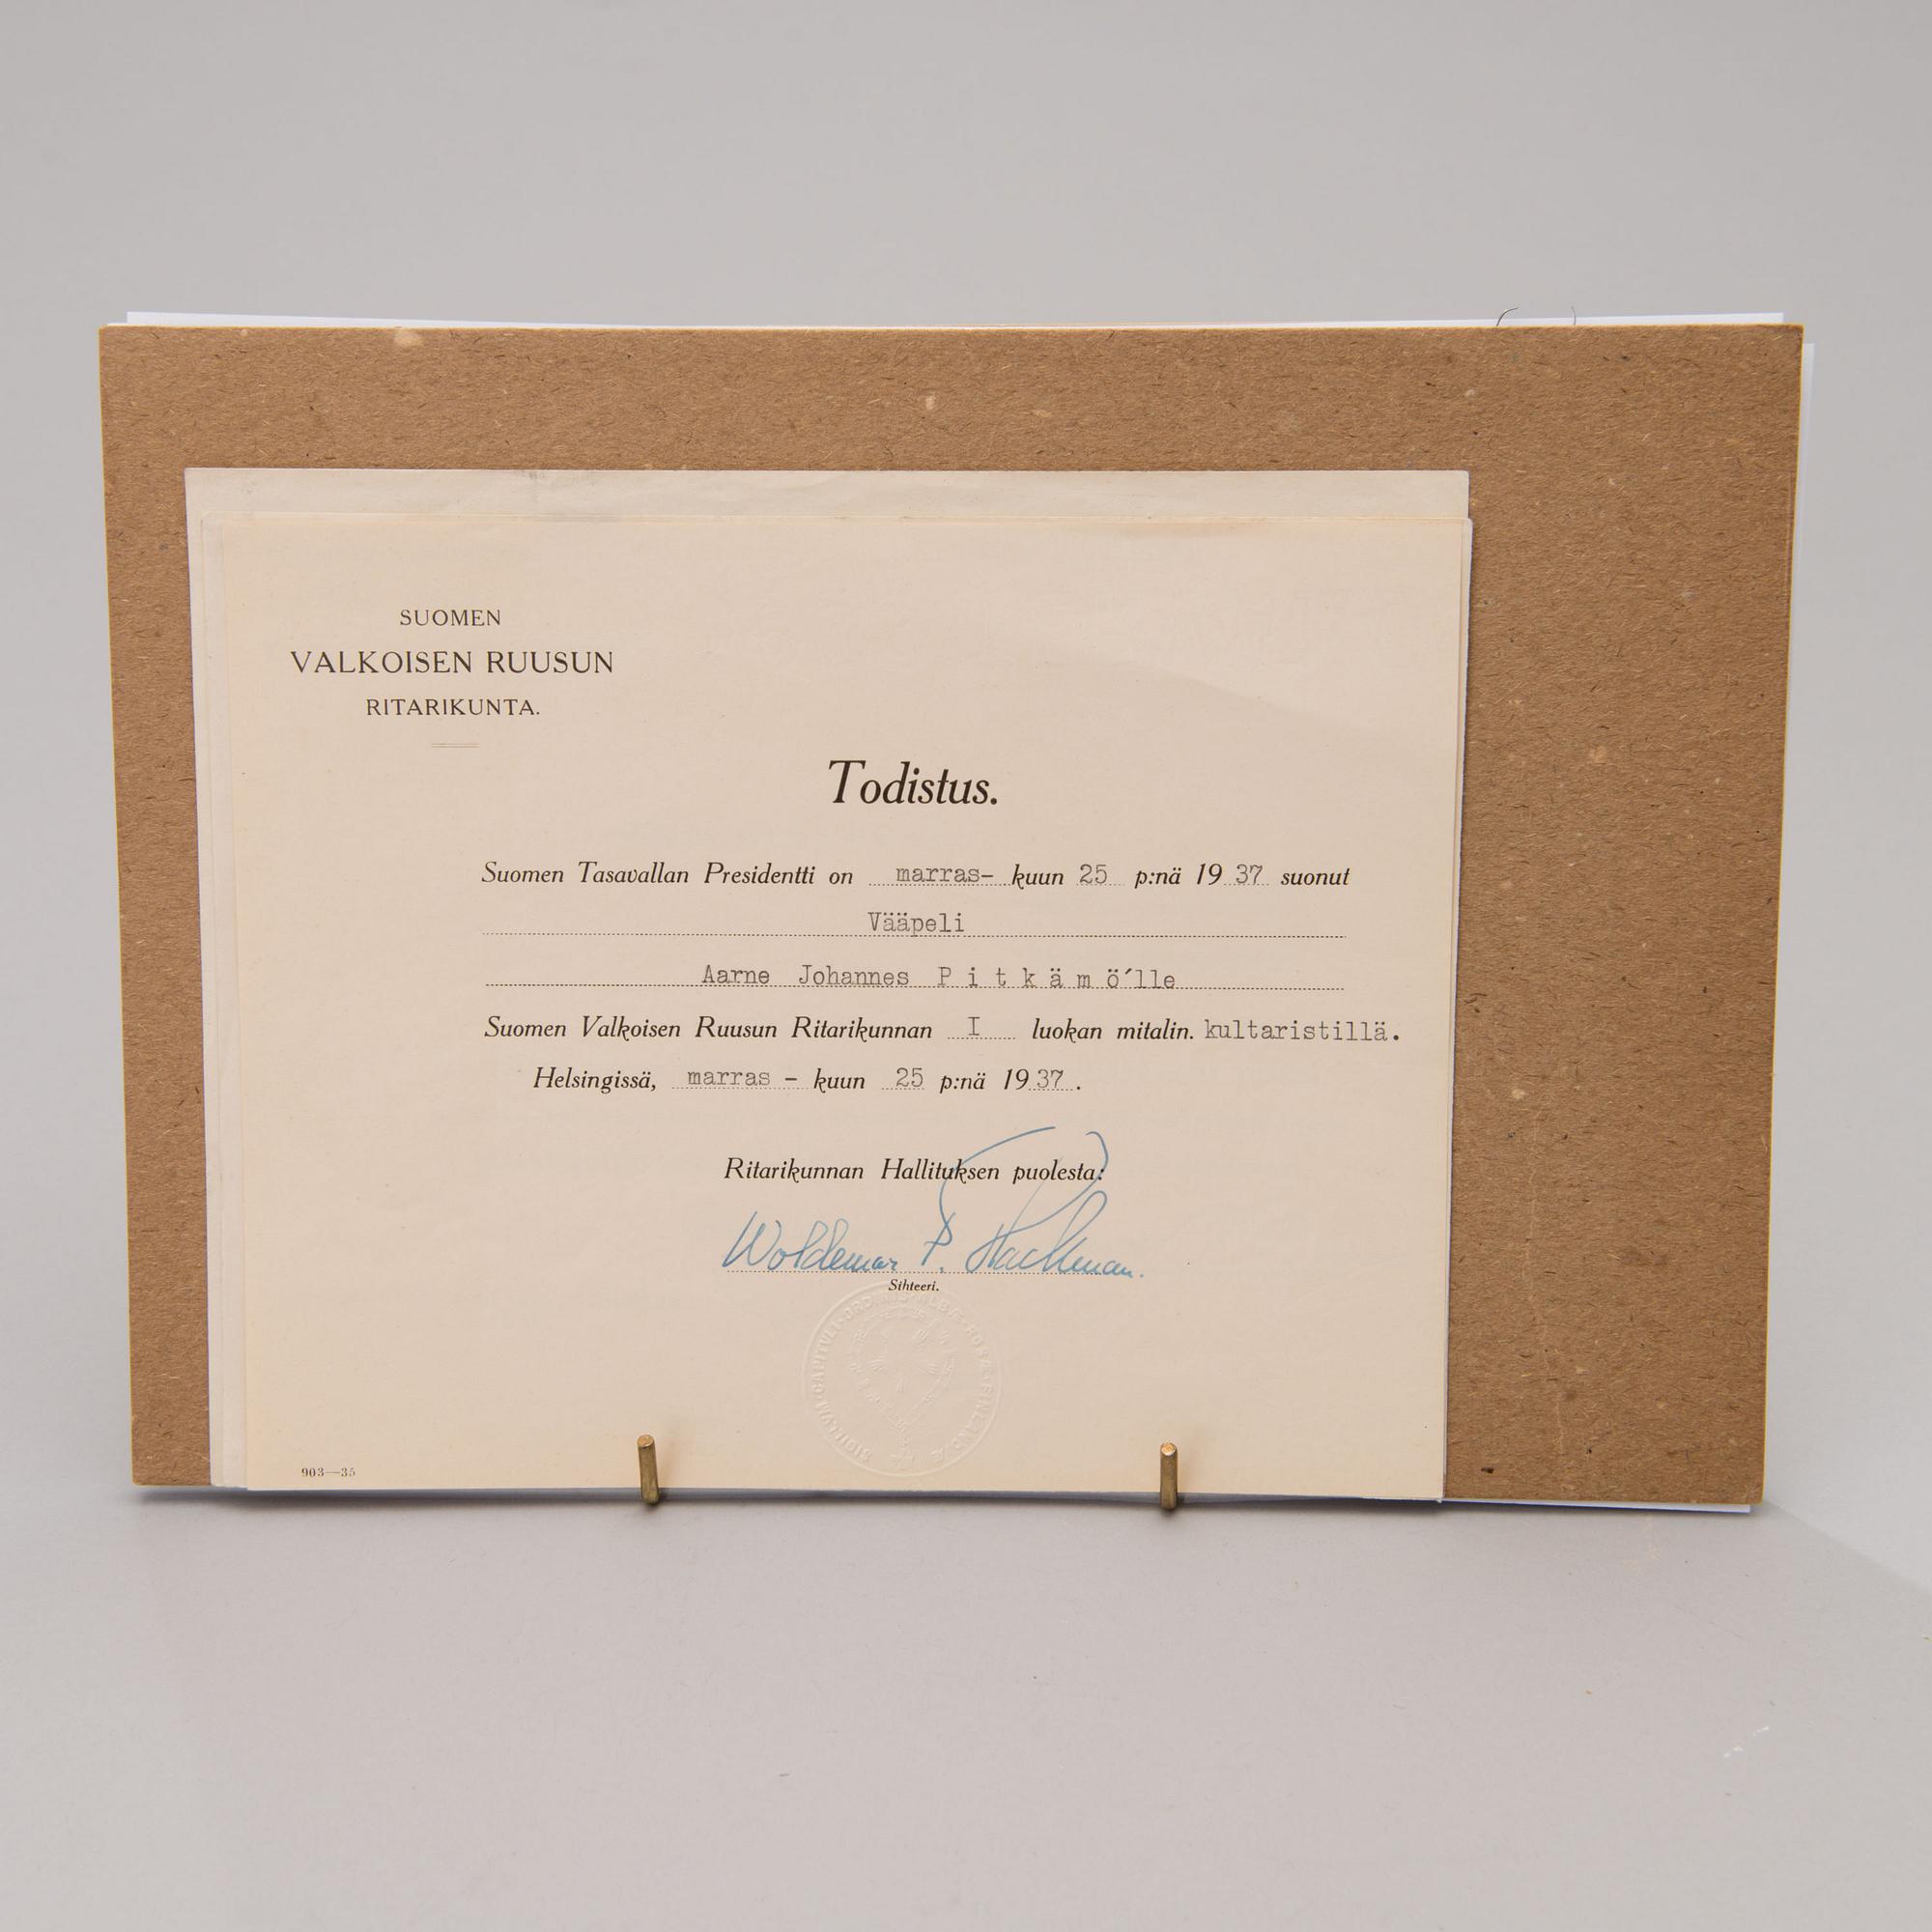 SUOMEN
VALKOISEN RUUSUN
RITARIKUNTA.
Todistus.
Suomen Tasavallan Presidentti on marras- kuun 25 p:nä 19 37 suonut
Vääpeli
Aarne Johannes P i t k ä m ö´lle
Suomen Valkoisen Ruusun Ritarikunnan I luokan mitalin. kultaristillä.
Helsingissä, marras - kuun 25 p:nä 19 37 .
Ritarikunnan Hallituksen puolesta:
Woldemar P. Hackman.
Sihteeri.
903—35